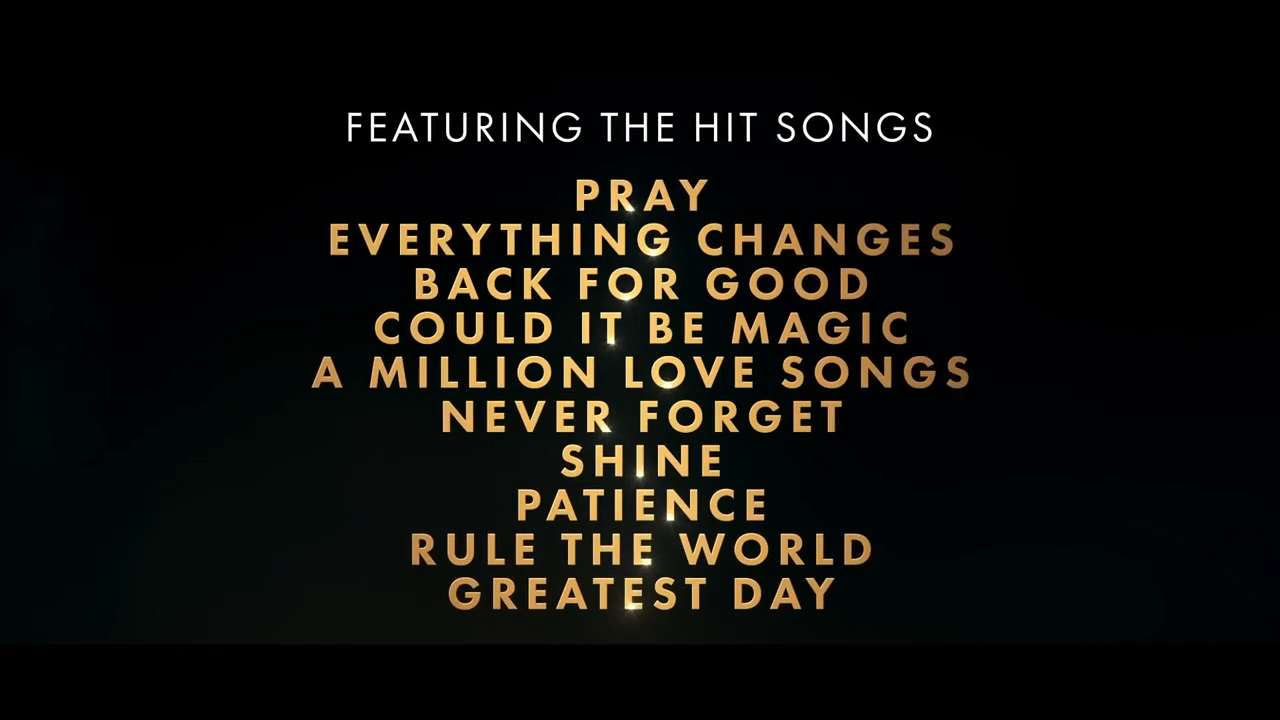 FEATURING THE HIT SONGS
PRAY
EVERYTHING CHANGES
BACK FOR GOOD
COULD IT BE MAGIC
A MILLION LOVE SONGS
NEVER FORGET
SHINE
PATIENCE
RULE THE WORLD
GREATEST DAY